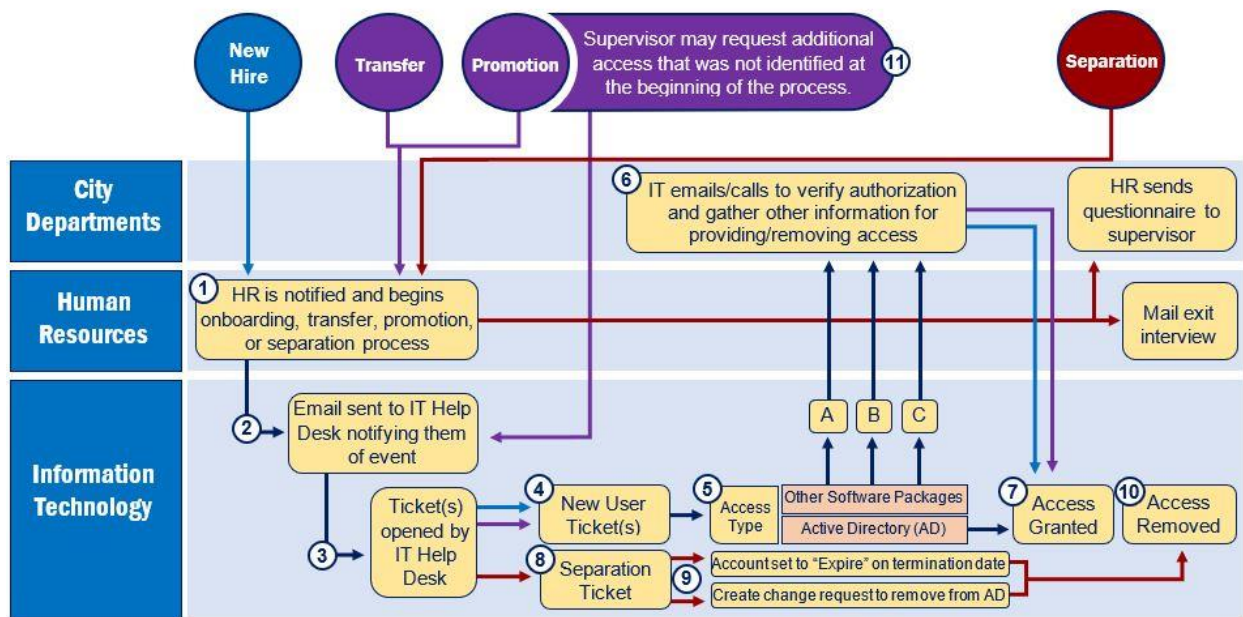 New
Hire
Transfer
Promotion
Supervisor may request additional
access that was not identified at
the beginning of the process.
11
Separation
City
Departments
6
IT emails/calls to verify authorization
and gather other information for
providing/removing access
HR sends
questionnaire to
supervisor
Human
Resources
1
HR is notified and begins
onboarding, transfer, promotion,
or separation process
Mail exit
interview
Information
Technology
2
Email sent to IT Help
Desk notifying them
of event
A
B
C
3
Ticket(s)
opened by
IT Help
Desk
4
New User
Ticket(s)
5
Access
Type
Other Software Packages
Active Directory (AD)
7
Access
Granted
10
Access
Removed
8
Separation
Ticket
9
Account set to “Expire” on termination date
Create change request to remove from AD